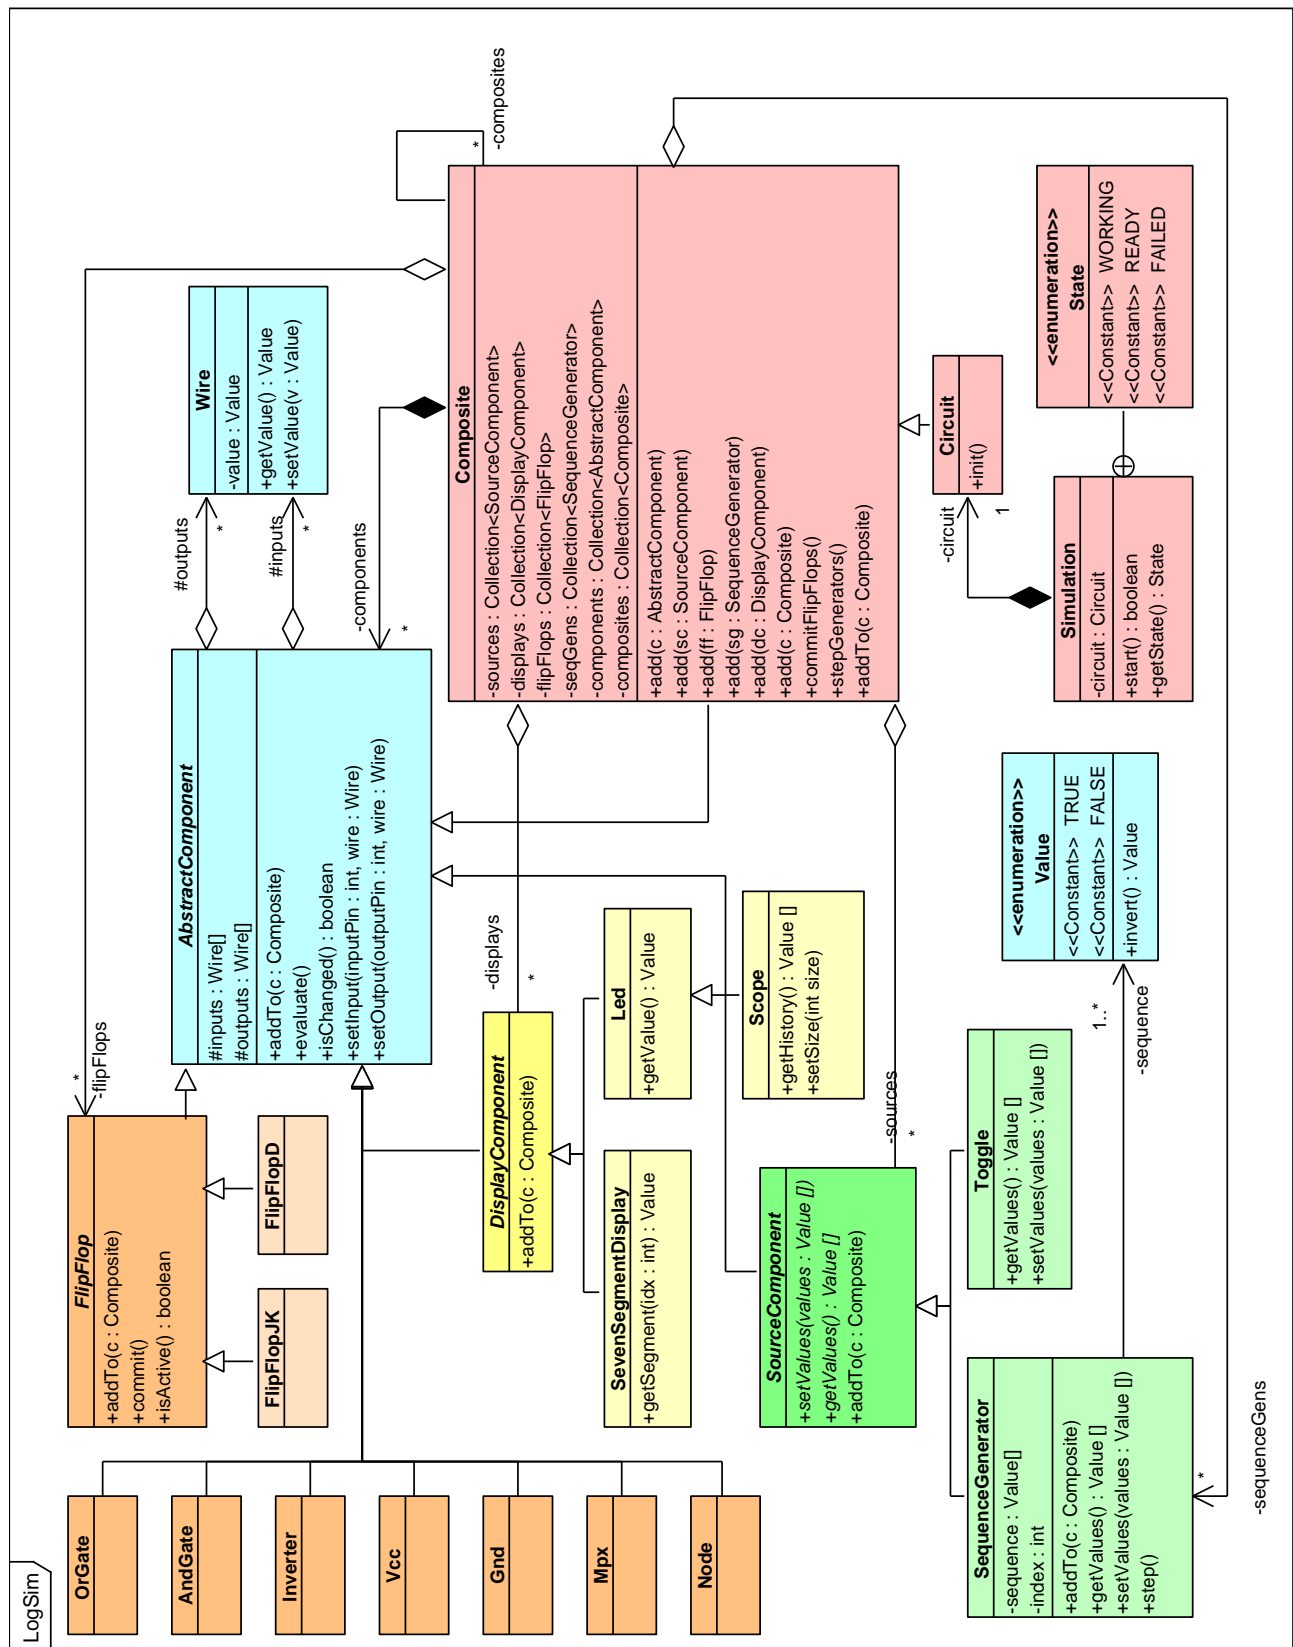 LogSim
OrGate
AndGate
Inverter
Vcc
Gnd
Mpx
Node
FlipFlop
+addTo(c : Composite)
+commit()
+isActive() : boolean
FlipFlopJK
FlipFlopD
*
-flipFlops
AbstractComponent
#inputs : Wire[]
#outputs : Wire[]
+addTo(c : Composite)
+evaluate()
+isChanged() : boolean
+setInput(inputPin : int, wire : Wire)
+setOutput(outputPin : int, wire : Wire)
#outputs
*
#inputs
*
Wire
-value : Value
+getValue() : Value
+setValue(v : Value)
-components
*
-composites
*
Composite
-sources : Collection<SourceComponent>
-displays : Collection<DisplayComponent>
-flipFlops : Collection<FlipFlop>
-seqGens : Collection<SequenceGenerator>
-components : Collection<AbstractComponent>
-composites : Collection<Composite>
+add(c : AbstractComponent)
+add(sc : SourceComponent)
+add(ff : FlipFlop)
+add(sg : SequenceGenerator)
+add(dc : DisplayComponent)
+add(c : Composite)
+commitFlipFlops()
+stepGenerators()
+addTo(c : Composite)
DisplayComponent
+addTo(c : Composite)
-displays
*
SevenSegmentDisplay
+getSegment(idx : int) : Value
Led
+getValue() : Value
Scope
+getHistory() : Value []
+setSize(int size)
SourceComponent
+setValues(values : Value [])
+getValues() : Value []
+addTo(c : Composite)
-sources
*
SequenceGenerator
-sequence : Value[]
-index : int
+addTo(c : Composite)
+getValues() : Value []
+setValues(values : Value [])
+step()
Toggle
+getValues() : Value []
+setValues(values : Value [])
-sequenceGens
*
1..*
-sequence
<<enumeration>>
Value
<<Constant>> TRUE
<<Constant>> FALSE
+invert() : Value
Circuit
+init()
-circuit
1
Simulation
-circuit : Circuit
+start() : boolean
+getState() : State
<<enumeration>>
State
<<Constant>> WORKING
<<Constant>> READY
<<Constant>> FAILED